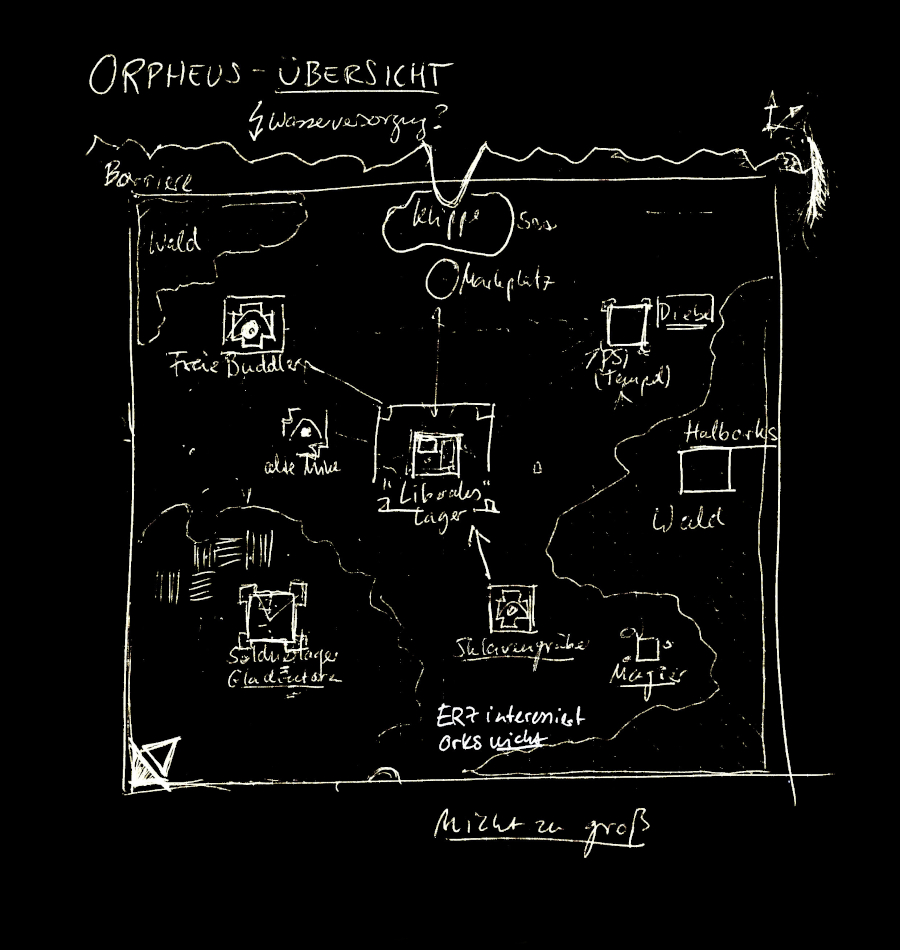 ORPHEUS - ÜBERSICHT
Wasserversorgung?
Barriere
Wald
Klippe
See
Markplatz
Diebe
PSI
(Tempel)
Freie Buddler
Halborks
alte Mine
"Liberales"
Lager
Wald
Sklavengrube
Söldnerlager
Gladiatoren
Magier
ERZ interessiert
Orks nicht
Nicht zu groß